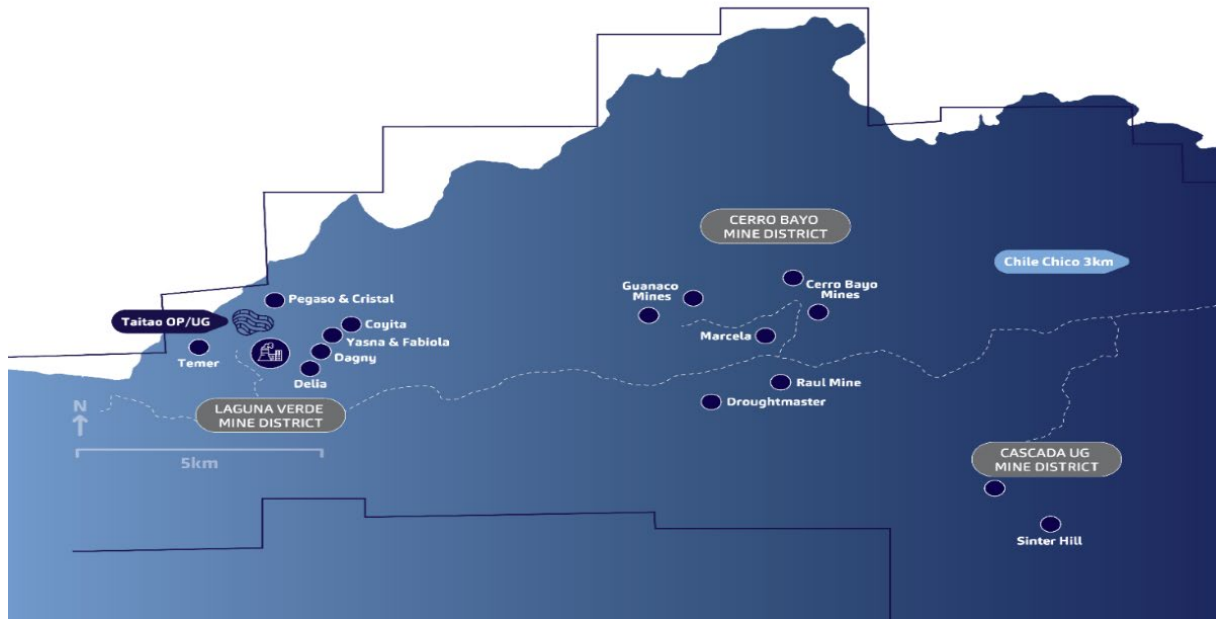 CERRO BAYO
MINE DISTRICT
Chile Chico 3km
Guanaco
Mines
Cerro Bayo
Mines
Pegaso & Cristal
Taitao OP/UG
Coyita
Yasna & Fabiola
Marcela
Temer
Dagny
Delia
Raul Mine
Droughtmaster
LAGUNA VERDE
MINE DISTRICT
N
5km
CASCADA UG
MINE DISTRICT
Sinter Hill